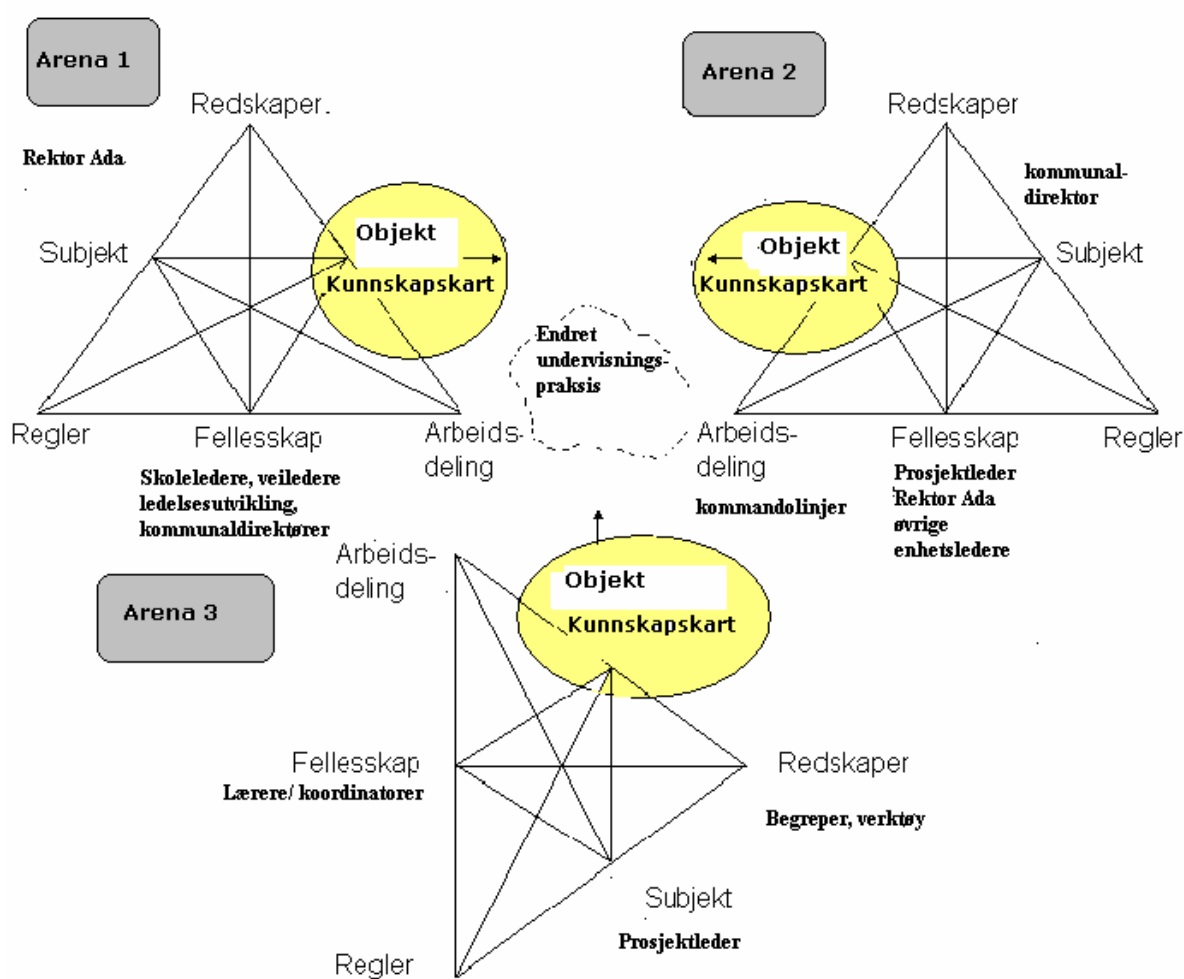 Arena 1
Redskaper.
Rektor Ada
Subjekt
Objekt
Kunnskapskart
Regler
Fellesskap
Arbeids-
deling
Skoleledere, veiledere
ledelsesutvikling,
kommunaldirektører
Arena 2
Redskaper
kommunal-
direktor
Objekt
Subjekt
Kunnskapskart
Endret
undervisnings-
praksis
Arbeids-
deling
Fellesskap
Regler
kommandolinjer
Prosjektleder
Rektor Ada
øvrige
enhetsledere
Arena 3
Arbeids-
deling
Objekt
Kunnskapskart
Fellesskap
Lærere/ koordinatorer
Redskaper
Begreper, verktøy
Subjekt
Prosjektleder
Regler